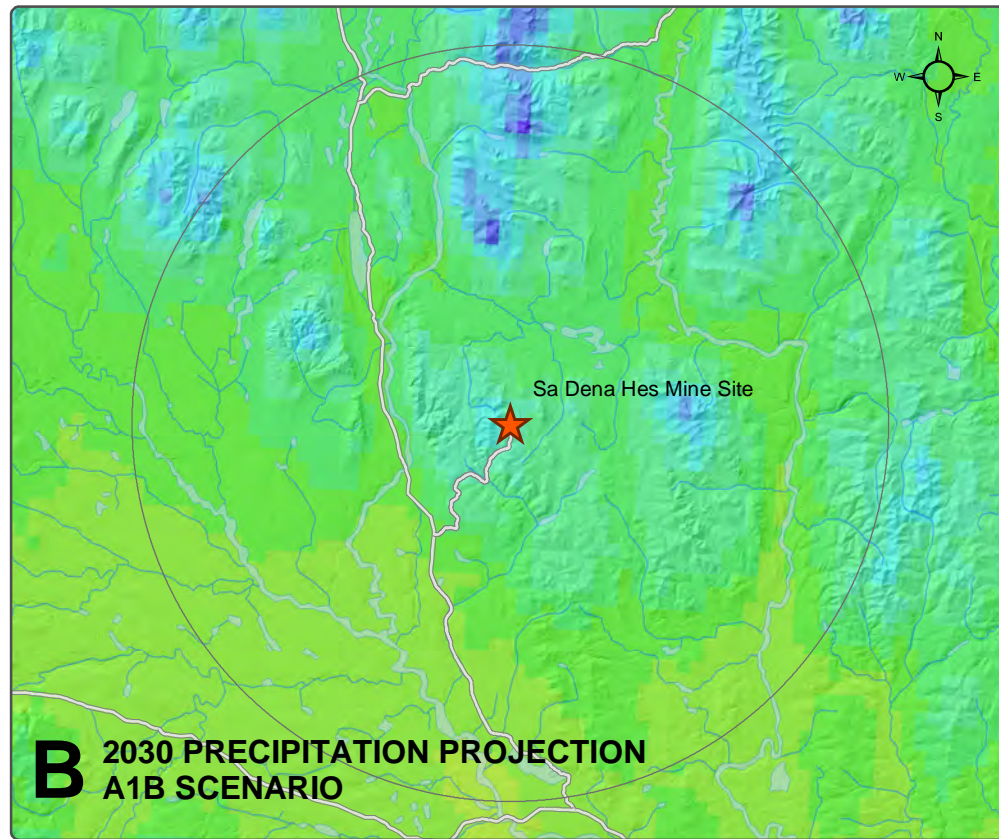 N
W E
S
Sa Dena Hes Mine Site
B 2030 PRECIPITATION PROJECTION
A1B SCENARIO